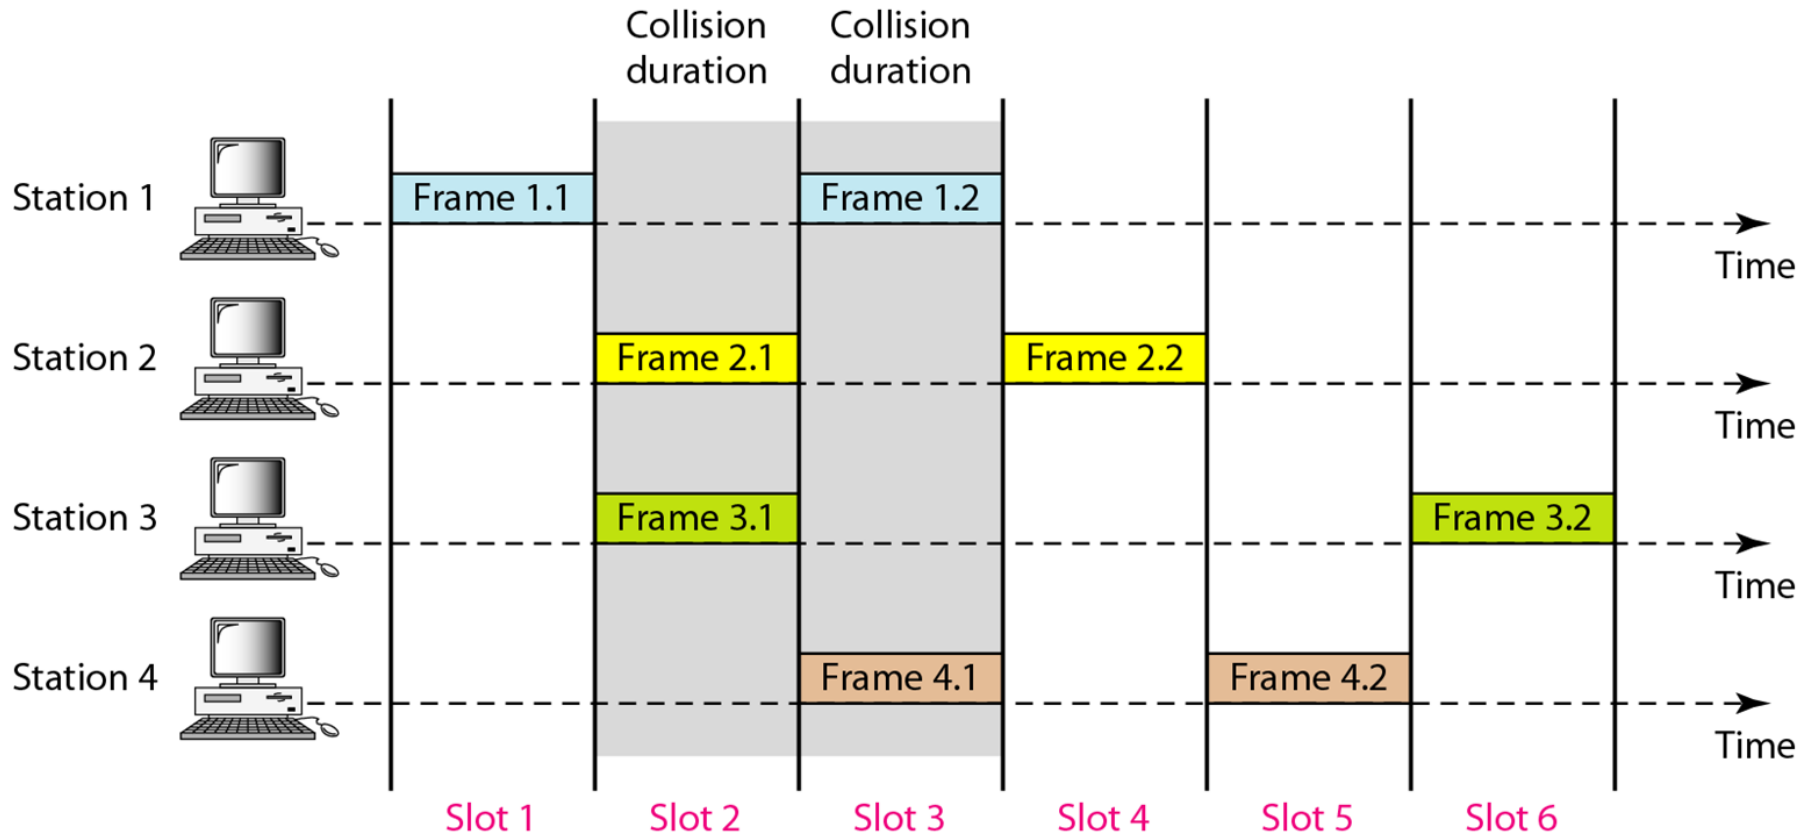 Collision Collision
duration duration
Station 1 Frame 1.1 Frame 1.2
Time
Station 2 Frame 2.1 Frame 2.2
Time
Station 3 Frame 3.1 Frame 3.2
Time
Station 4 Frame 4.1 Frame 4.2
Time
Slot 1 Slot 2 Slot 3 Slot 4 Slot 5 Slot 6